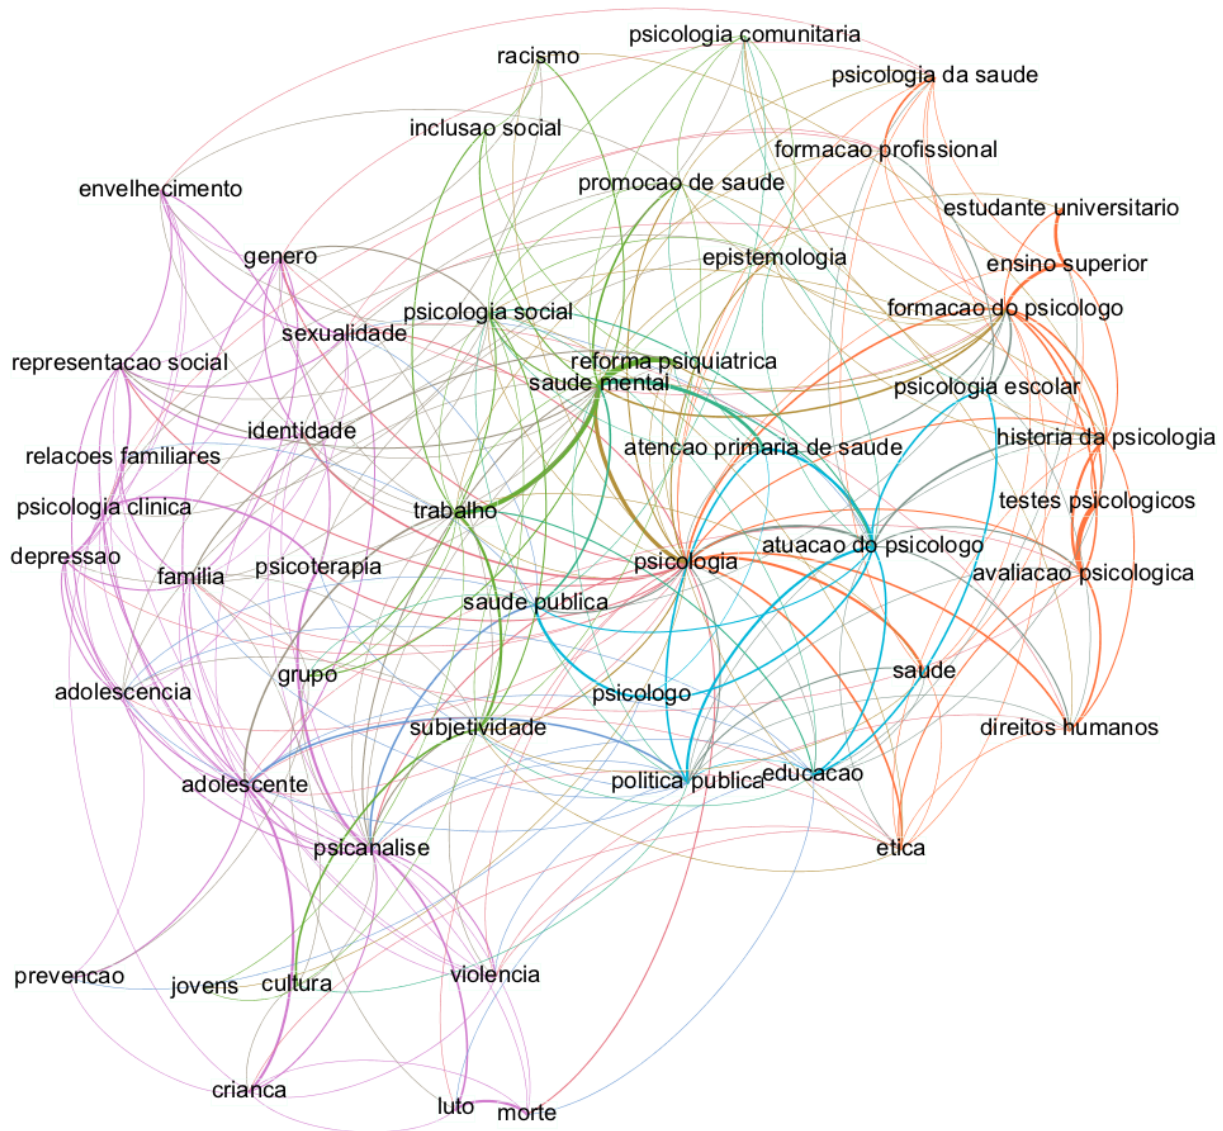 psicologia comunitaria
racismo
psicologia da saude
inclusao social
formacao profissional
promocao de saude
envelhecimento
estudante universitario
genero
epistemologia
ensino superior
psicologia social
formacao do psicologo
sexualidade
representacao social
reforma psiquiatrica
saude mental
psicologia escolar
identidade
historia da psicologia
relacoes familiares
atencao primaria de saude
psicologia clinica
testes psicologicos
trabalho
depressao
familia
psicoterapia
psicologia
atuacao do psicologo
avaliacao psicologica
saude publica
grupo
saude
adolescencia
psicologo
subjetividade
direitos humanos
adolescente
politica publica
educacao
psicanalise
etica
prevencao
jovens
cultura
violencia
crianca
luto
morte